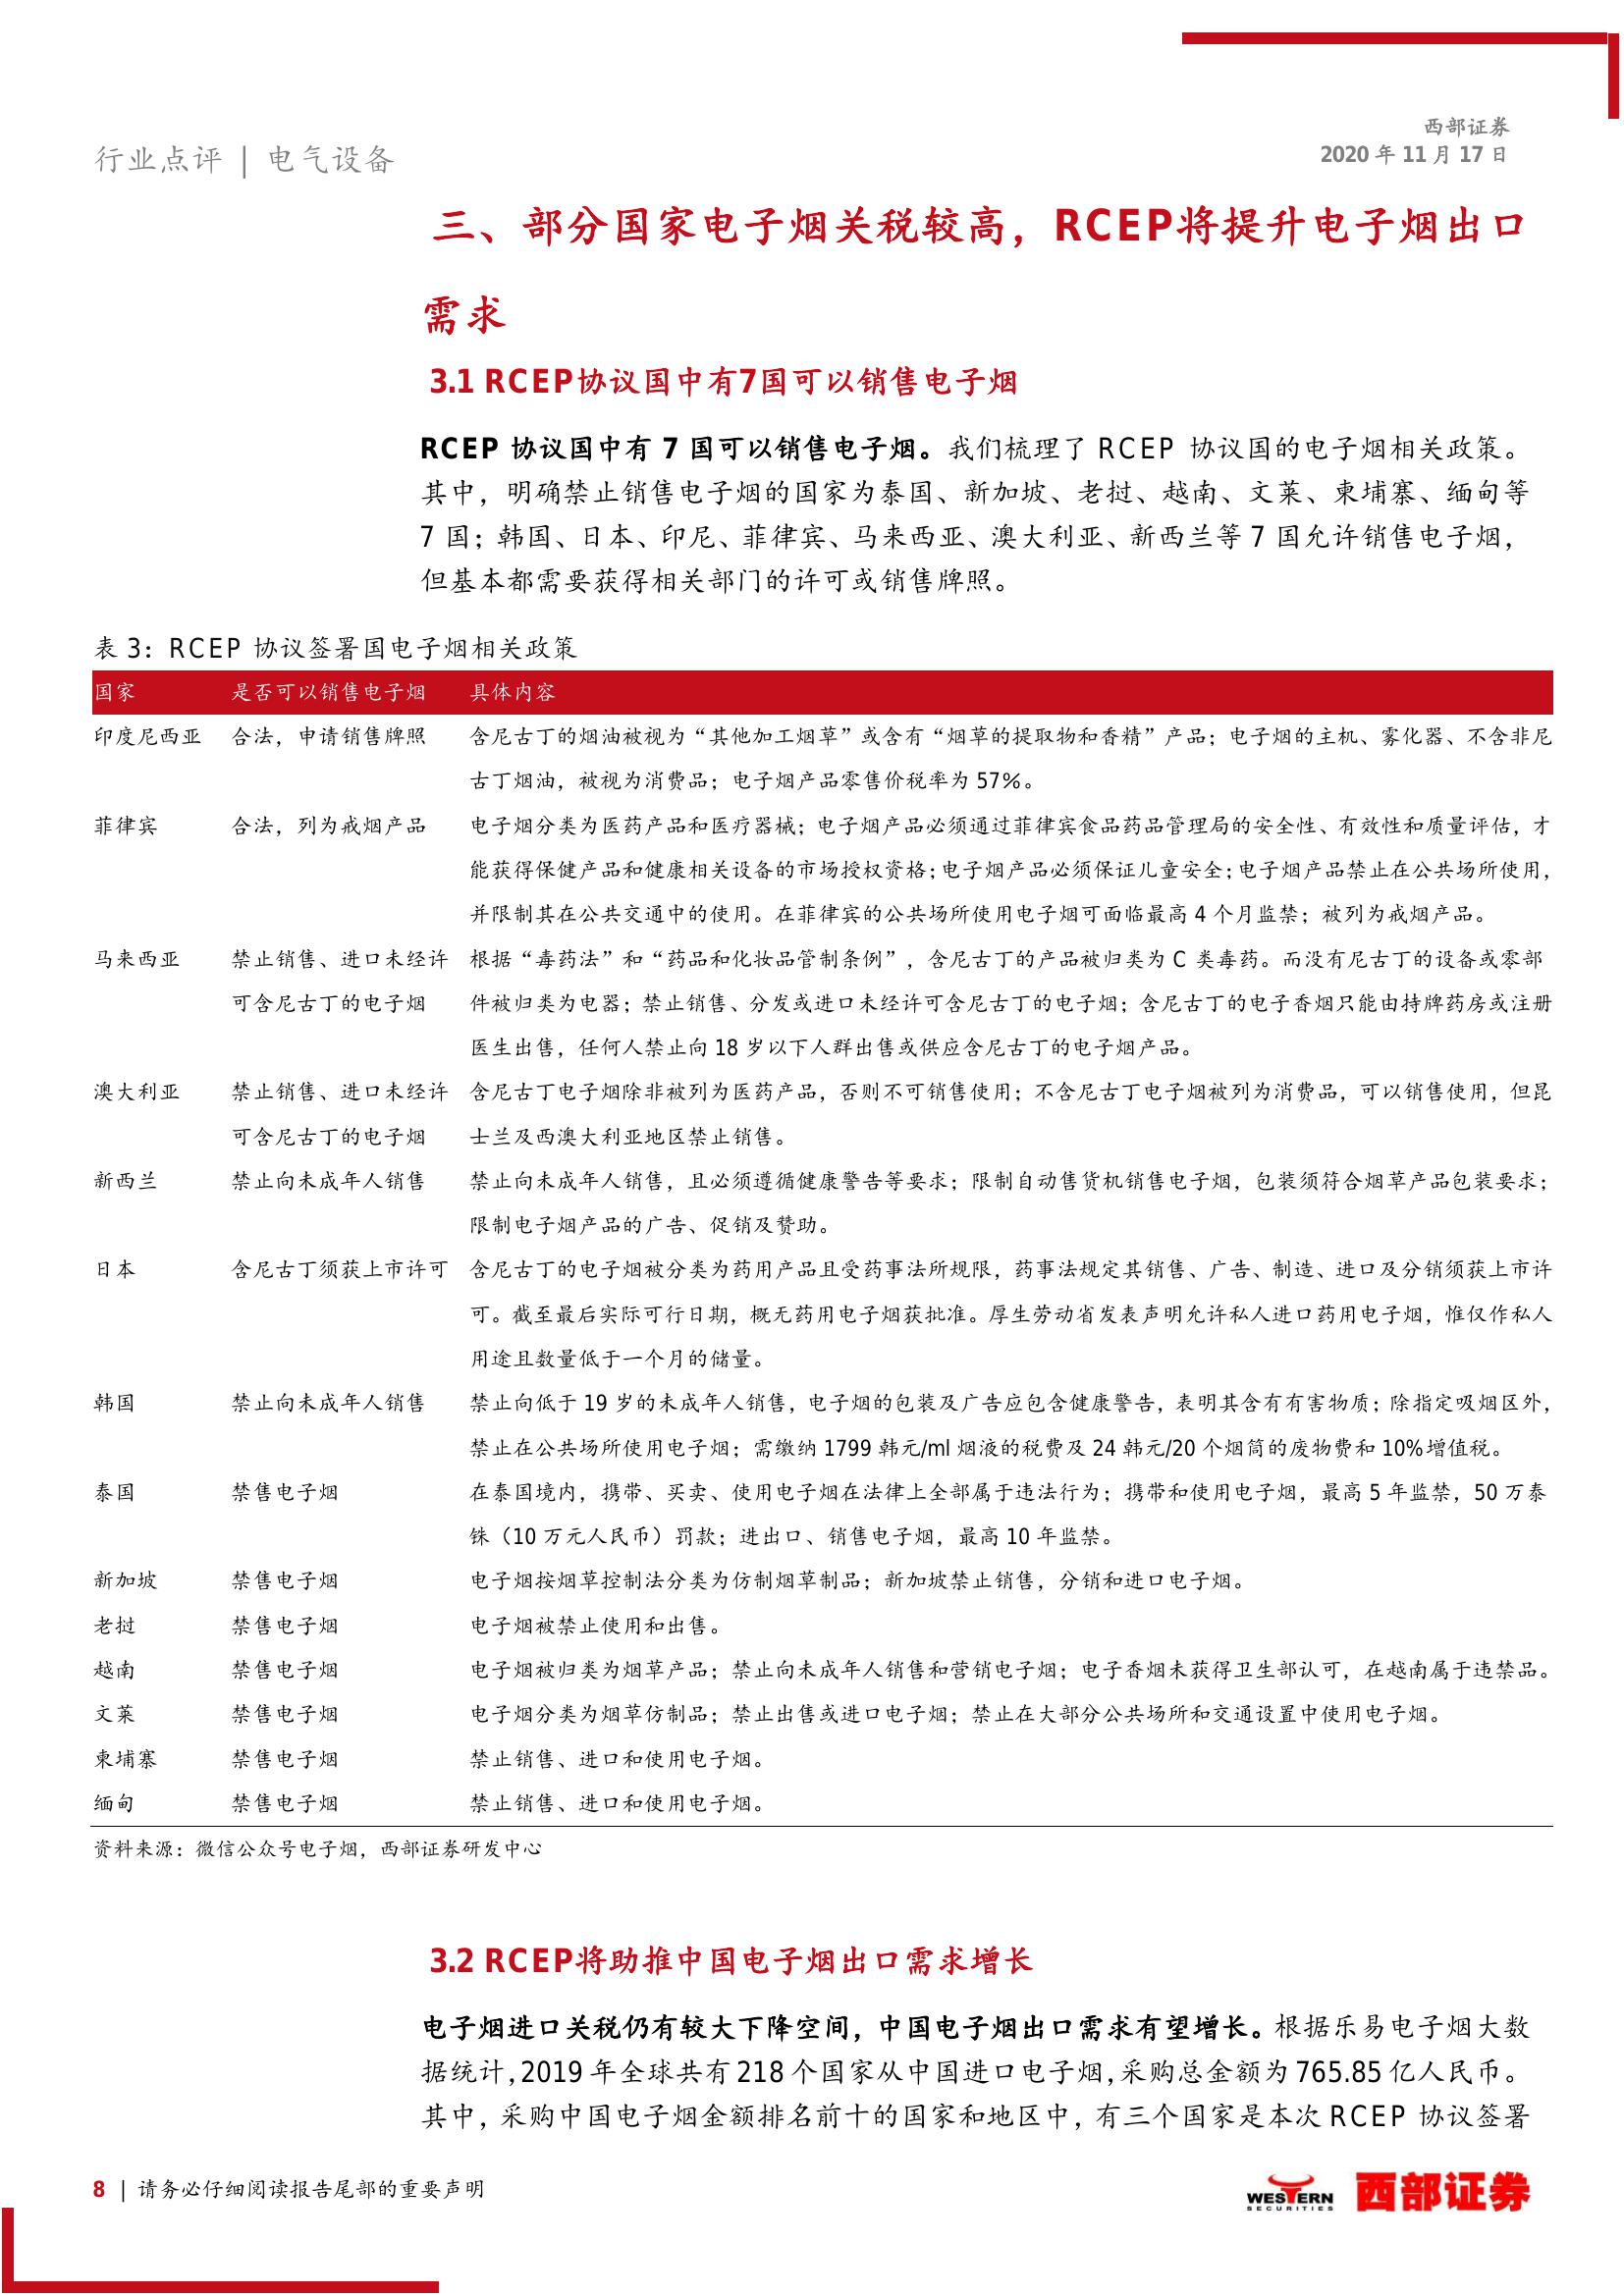 行业点评 | 电气设备
西部证券
2020 年 11 月 17 日
三、部分国家电子烟关税较高，RCEP将提升电子烟出口
需求
3.1 RCEP协议国中有7国可以销售电子烟
RCEP 协议国中有 7 国可以销售电子烟。我们梳理了 RCEP 协议国的电子烟相关政策。
其中，明确禁止销售电子烟的国家为泰国、新加坡、老挝、越南、文莱、柬埔寨、缅甸等
7 国；韩国、日本、印尼、菲律宾、马来西亚、澳大利亚、新西兰等 7 国允许销售电子烟，
但基本都需要获得相关部门的许可或销售牌照。
表 3：RCEP 协议签署国电子烟相关政策
国家 是否可以销售电子烟 具体内容
印度尼西亚 合法，申请销售牌照 含尼古丁的烟油被视为“其他加工烟草”或含有“烟草的提取物和香精”产品；电子烟的主机、雾化器、不含非尼
古丁烟油，被视为消费品；电子烟产品零售价税率为 57%。
菲律宾 合法，列为戒烟产品 电子烟分类为医药产品和医疗器械；电子烟产品必须通过菲律宾食品药品管理局的安全性、有效性和质量评估，才
能获得保健产品和健康相关设备的市场授权资格；电子烟产品必须保证儿童安全；电子烟产品禁止在公共场所使用，
并限制其在公共交通中的使用。在菲律宾的公共场所使用电子烟可面临最高 4 个月监禁；被列为戒烟产品。
马来西亚 禁止销售、进口未经许 根据“毒药法”和“药品和化妆品管制条例”，含尼古丁的产品被归类为 C 类毒药。而没有尼古丁的设备或零部
可含尼古丁的电子烟 件被归类为电器；禁止销售、分发或进口未经许可含尼古丁的电子烟；含尼古丁的电子香烟只能由持牌药房或注册
医生出售，任何人禁止向 18 岁以下人群出售或供应含尼古丁的电子烟产品。
澳大利亚 禁止销售、进口未经许 含尼古丁电子烟除非被列为医药产品，否则不可销售使用；不含尼古丁电子烟被列为消费品，可以销售使用，但昆
可含尼古丁的电子烟 士兰及西澳大利亚地区禁止销售。
新西兰 禁止向未成年人销售 禁止向未成年人销售，且必须遵循健康警告等要求；限制自动售货机销售电子烟，包装须符合烟草产品包装要求；
限制电子烟产品的广告、促销及赞助。
日本 含尼古丁须获上市许可 含尼古丁的电子烟被分类为药用产品且受药事法所规限，药事法规定其销售、广告、制造、进口及分销须获上市许
可。截至最后实际可行日期，概无药用电子烟获批准。厚生劳动省发表声明允许私人进口药用电子烟，惟仅作私人
用途且数量低于一个月的储量。
韩国 禁止向未成年人销售 禁止向低于 19 岁的未成年人销售，电子烟的包装及广告应包含健康警告，表明其含有有害物质；除指定吸烟区外，
禁止在公共场所使用电子烟；需缴纳 1799 韩元/ml 烟液的税费及 24 韩元/20 个烟筒的废物费和 10%增值税。
泰国 禁售电子烟 在泰国境内，携带、买卖、使用电子烟在法律上全部属于违法行为；携带和使用电子烟，最高 5 年监禁，50 万泰
铢（10 万元人民币）罚款；进出口、销售电子烟，最高 10 年监禁。
新加坡 禁售电子烟 电子烟按烟草控制法分类为仿制烟草制品；新加坡禁止销售，分销和进口电子烟。
老挝 禁售电子烟 电子烟被禁止使用和出售。
越南 禁售电子烟 电子烟被归类为烟草产品；禁止向未成年人销售和营销电子烟；电子香烟未获得卫生部认可，在越南属于违禁品。
文莱 禁售电子烟 电子烟分类为烟草仿制品；禁止出售或进口电子烟；禁止在大部分公共场所和交通设置中使用电子烟。
柬埔寨 禁售电子烟 禁止销售、进口和使用电子烟。
缅甸 禁售电子烟 禁止销售、进口和使用电子烟。
资料来源：微信公众号电子烟，西部证券研发中心
3.2 RCEP将助推中国电子烟出口需求增长
电子烟进口关税仍有较大下降空间，中国电子烟出口需求有望增长。根据乐易电子烟大数
据统计，2019 年全球共有 218 个国家从中国进口电子烟，采购总金额为 765.85 亿人民币。
其中，采购中国电子烟金额排名前十的国家和地区中，有三个国家是本次 RCEP 协议签署
8 | 请务必仔细阅读报告尾部的重要声明
WESTERN
SECURITIES
西部证券